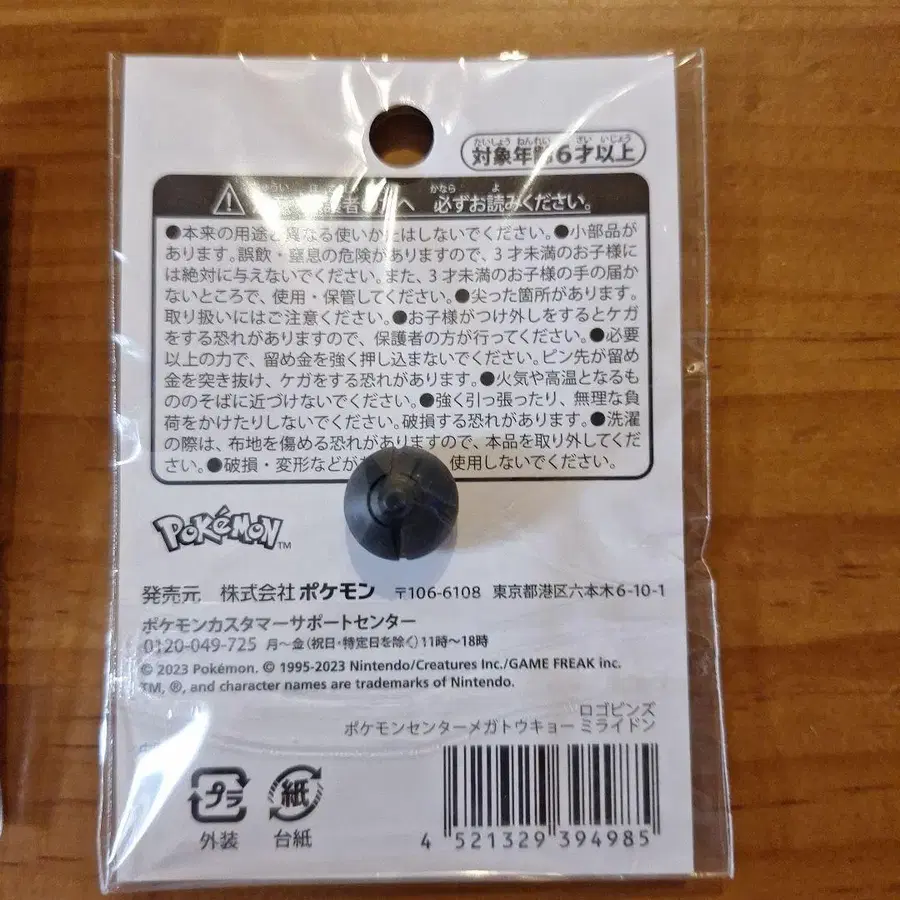 たいしょう ねんれい さい いじょう
対象年齢6才以上
かなら よ
へ 必ずお読みください。
●本来の用途と異なる使いかたはしないでください。●小部品が
あります。誤飲・窒息の危険がありますので、3才未満のお子様に
は絶対に与えないでください。また、3才未満のお子様の手の届か
ないところで、使用・保管してください。●尖った箇所があります。
取り扱いにはご注意ください。●お子様がつけ外しをするとケガ
をする恐れがありますので、保護者の方が行ってください。●必要
以上の力で、留め金を強く押し込まないでください。ピン先が留め
金を突き抜け、ケガをする恐れがあります。●火気や高温となるも
ののそばに近づけないでください。●強く引っ張ったり、無理な負
荷をかけたりしないでください。破損する恐れがあります。●洗濯
の際は、布地を傷める恐れがありますので、本品を取り外してくだ
さい。●破損・変形などが 使用しないでください。
POKéMON™
発売元 株式会社ポケモン 〒106-6108 東京都港区六本木6-10-1
ポケモンカスタマーサポートセンター
0120-049-725 月〜金(祝日・特定日を除く)11時〜18時
© 2023 Pokémon. © 1995-2023 Nintendo/Creatures Inc./GAME FREAK inc.
TM, ®, and character names are trademarks of Nintendo.
ロゴピンズ
ポケモンセンターメガトウキョー ミライドン
プラ 紙
外装 台紙
4 521329 394985